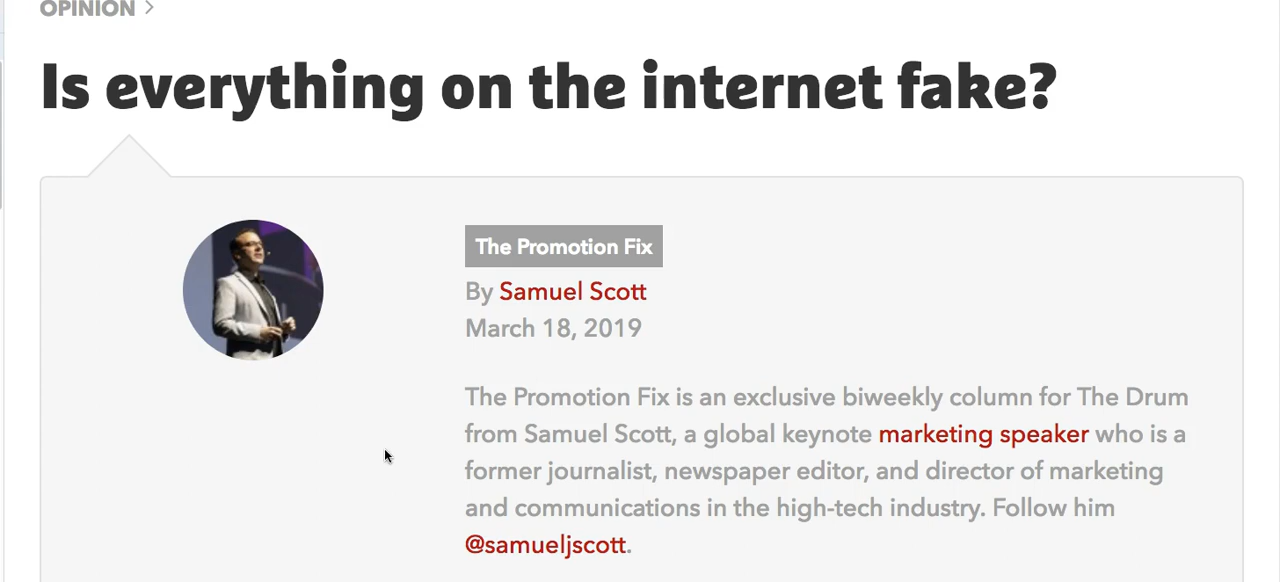 OPINION >
Is everything on the internet fake?
The Promotion Fix
By Samuel Scott
March 18, 2019
The Promotion Fix is an exclusive biweekly column for The Drum
from Samuel Scott, a global keynote marketing speaker who is a
former journalist, newspaper editor, and director of marketing
and communications in the high-tech industry. Follow him
@samueljscott.